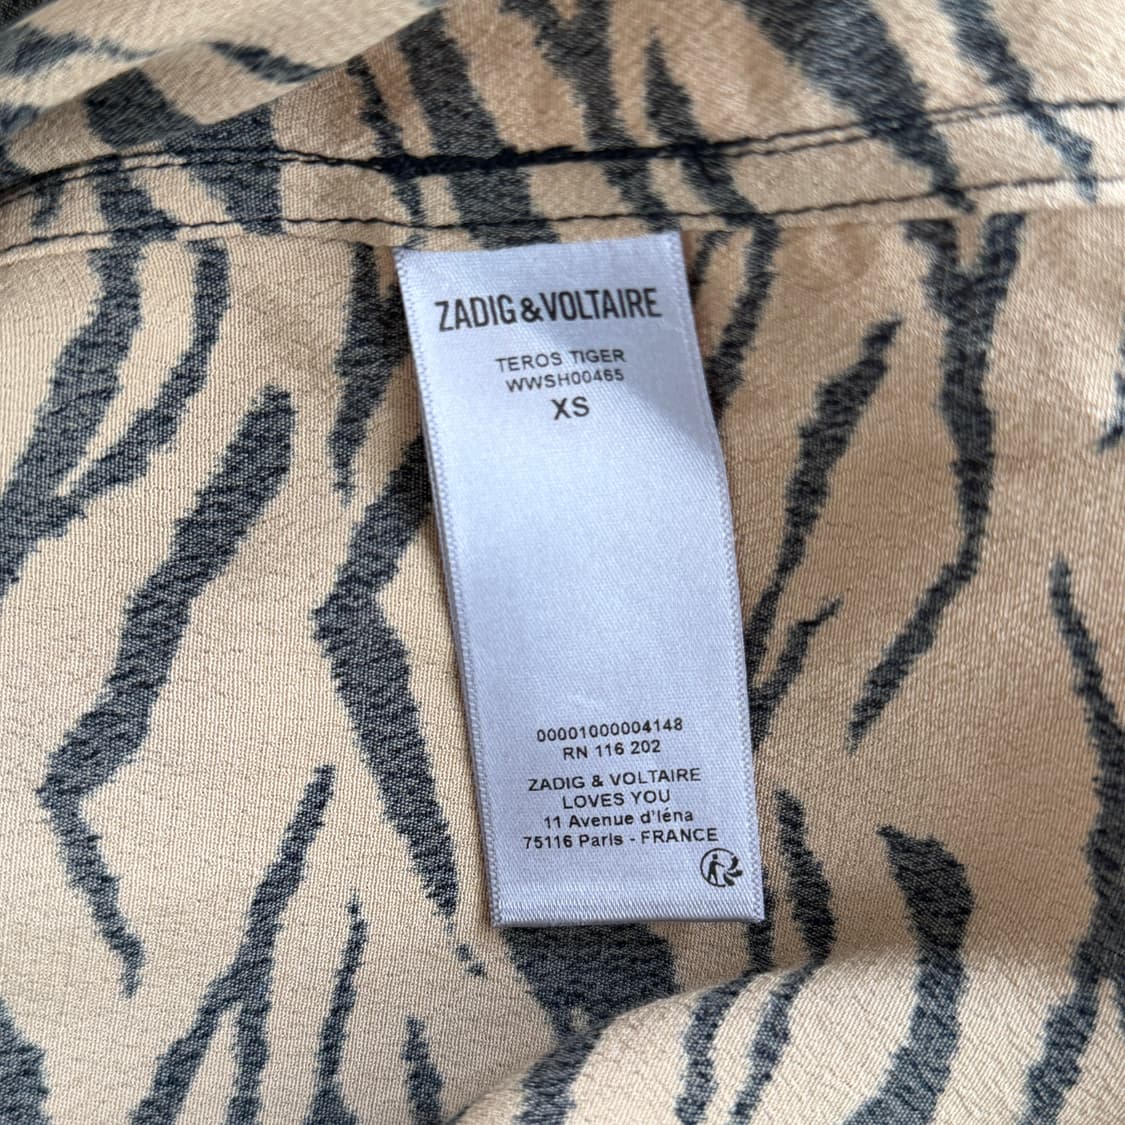 ZADIG&VOLTAIRE
TEROS TIGER
WWSH00465
XS
00001000004148
RN 116 202
ZADIG & VOLTAIRE
LOVES YOU
11 Avenue d'Iéna
75116 Paris - FRANCE